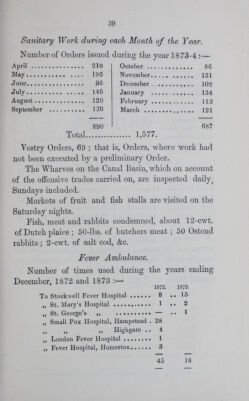 39
Sanitary Work during each Month of the Year.
Number of Orders issued during the year 1873-4 :—
April .............. 210 | October .............. 86
May .............. 195 | November .............. 131
June .............. 95 | December .............. 102
July .............. 140 | January .............. 134
August .............. 120 | February .............. 113
September .............. 130 | March .............. 121
890 687
Total .............. 1,577.
Vestry Orders, 69 ; that is, Orders, where work had
not been executed by a preliminary Order.
The Wharves on the Canal Basin, which on account
of the offensive trades carried on, are inspected daily,
Sundays included.
Markets of fruit and fish stalls are visited on the
Saturday nights.
Fish, meat and rabbits condemned, about 12-cwt.
of Dutch plaice ; 50-lbs. of butchers meat ; 50 Ostend
rabbits ; 2-cwt. of salt cod, &c.
Fever Ambulance.
Number of times used during the years ending
December, 1872 and 1873 :—
1872. 1873.
To Stockwell Fever Hospital ...... 8 .. 15
„ St. Mary's Hospital .......... 1 .. 2
„ St. George's „ .......... — .. 1
„ Small Pox Hospital, Hampstead . 28
„ „ „ Highgate .. 4
„ London Fever Hospital ........ 1
„ Fever Hospital, Homerton ...... 3
45 18